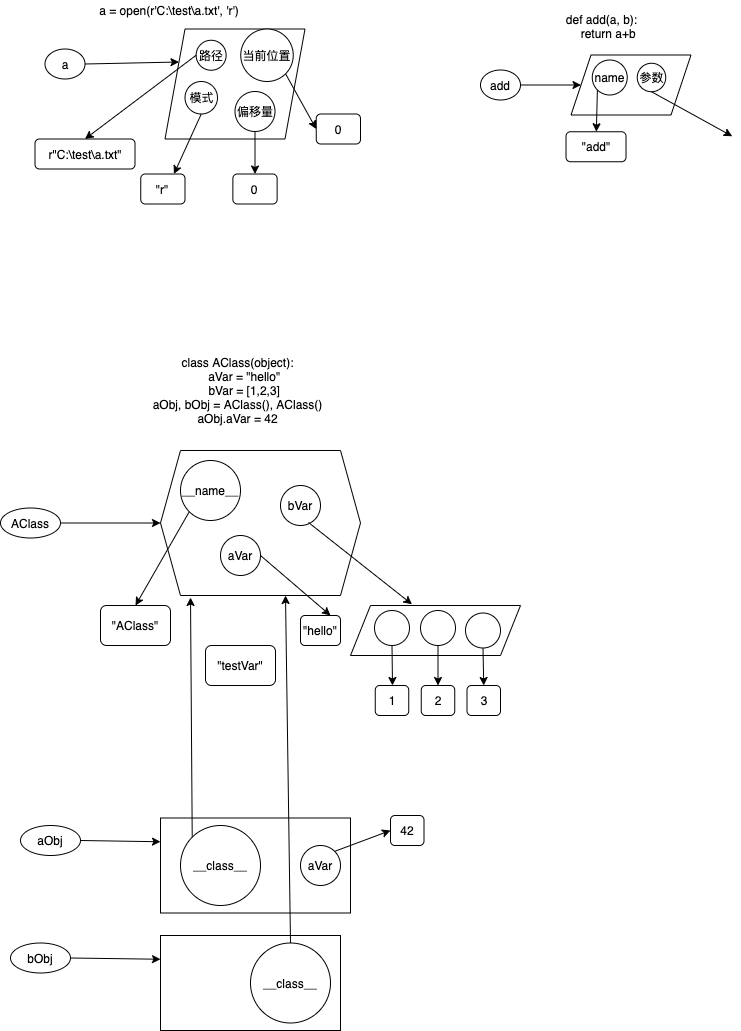 a = open(r'C:\test\a.txt', 'r')
a
路径
当前位置
模式
偏移量
r"C:\test\a.txt"
"r"
0
0
def add(a, b):
return a+b
add
name
参数
"add"
class AClass(object):
aVar = "hello"
bVar = [1,2,3]
aObj, bObj = AClass(), AClass()
aObj.aVar = 42
AClass
__name__
bVar
aVar
"AClass"
"hello"
"testVar"
1
2
3
aObj
__class__
aVar
42
bObj
__class__